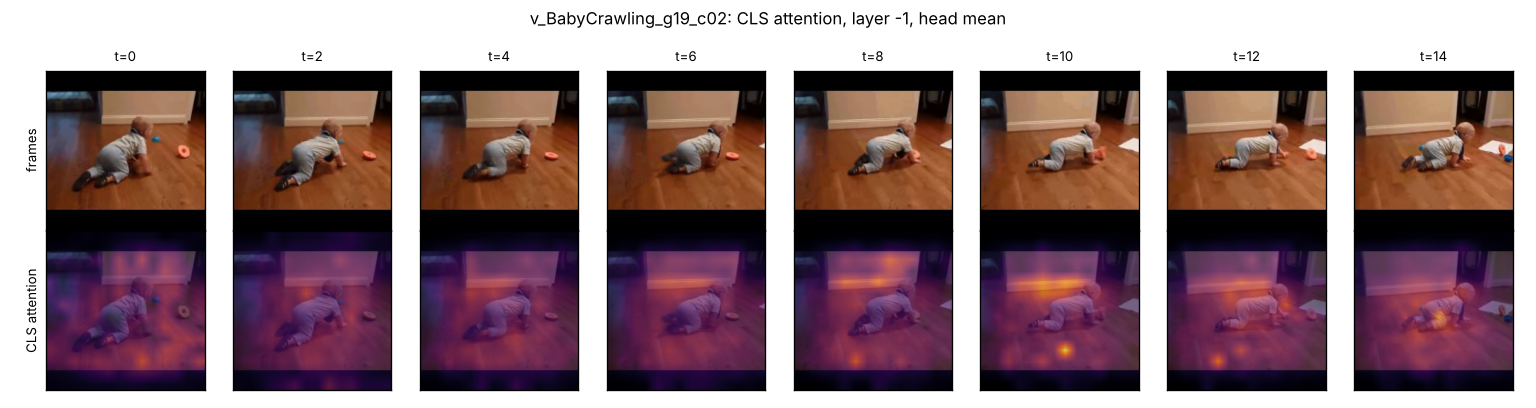 v_BabyCrawling_g19_c02: CLS attention, layer -1, head mean
t=0 t=2 t=4 t=6 t=8 t=10 t=12 t=14
frames
CLS attention